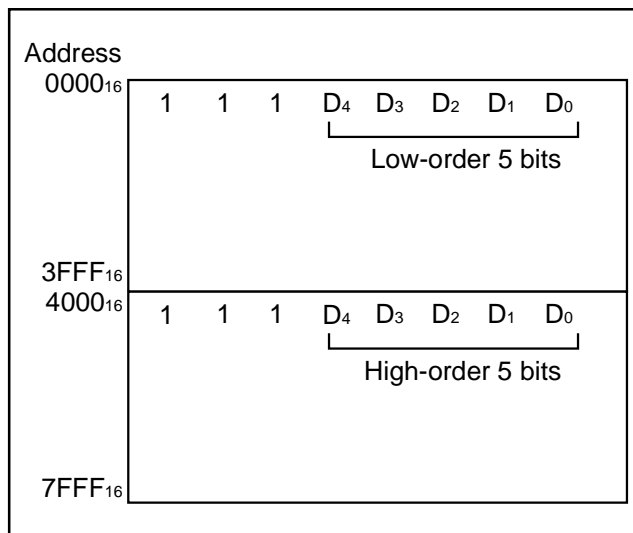 Address
0000₁₆
1 1 1 D₄ D₃ D₂ D₁ D₀
Low-order 5 bits
3FFF₁₆
4000₁₆
1 1 1 D₄ D₃ D₂ D₁ D₀
High-order 5 bits
7FFF₁₆